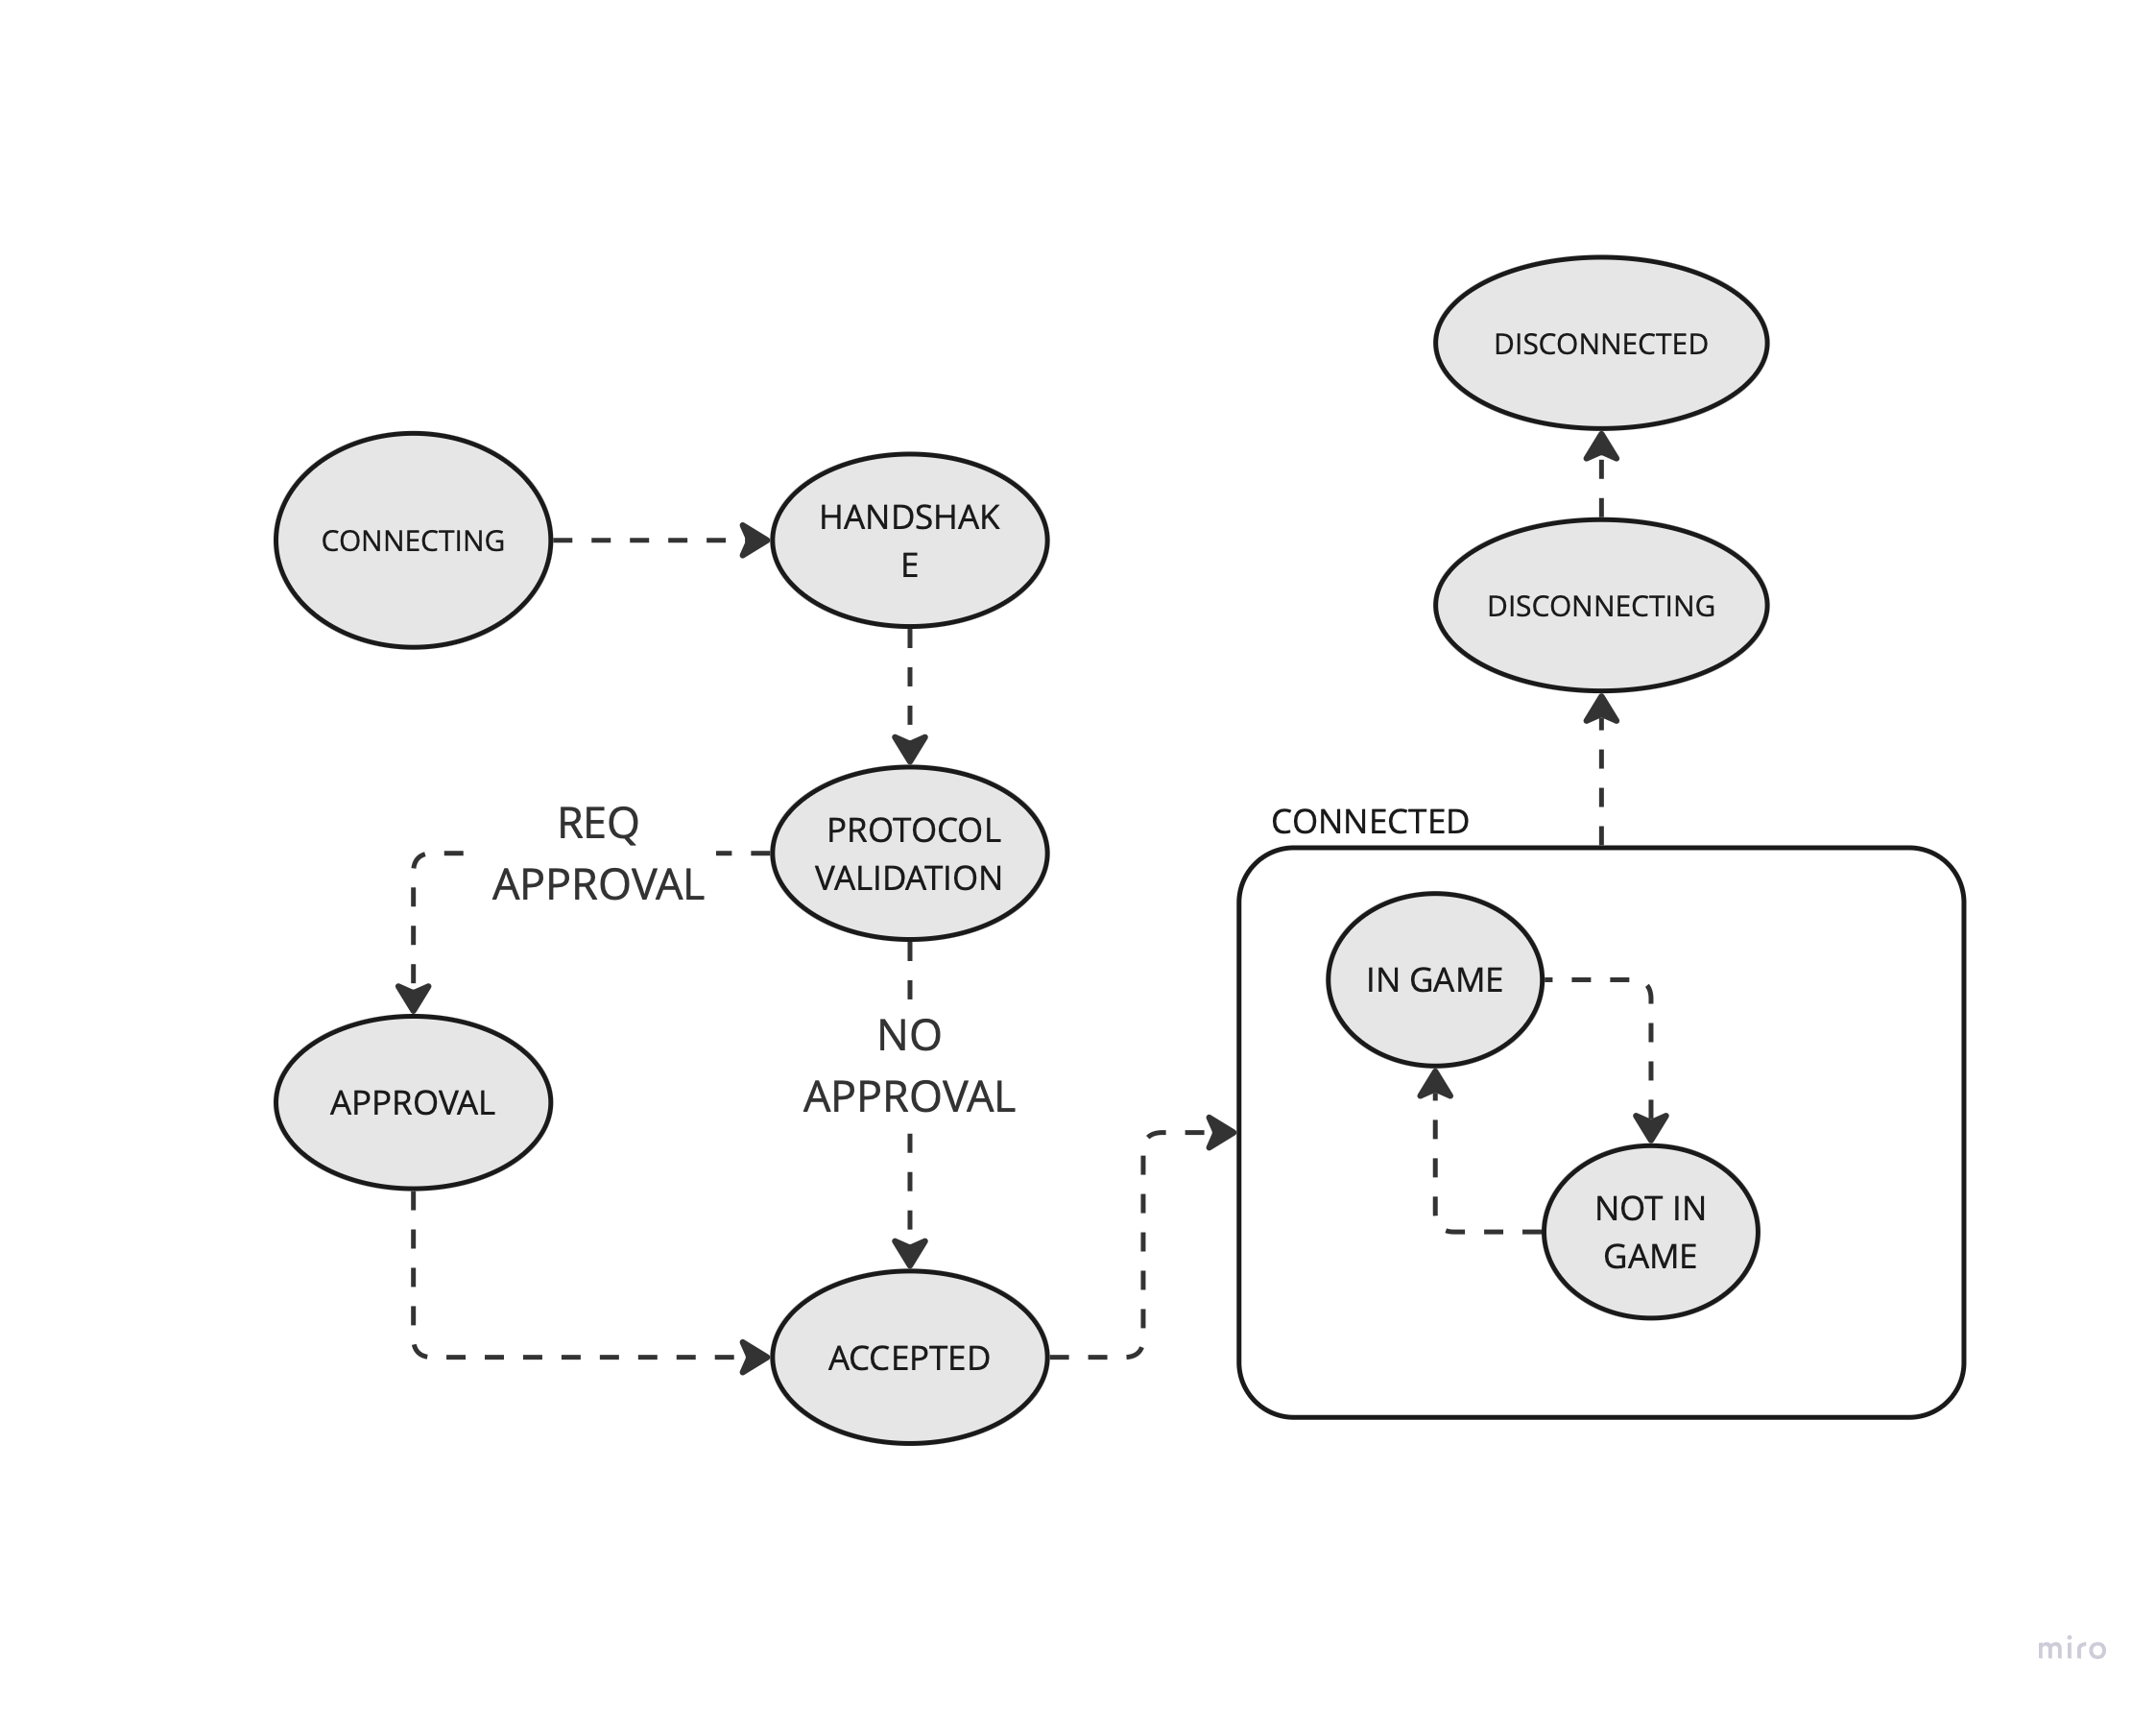 DISCONNECTED
CONNECTING
HANDSHAK
E
DISCONNECTING
REQ
APPROVAL
PROTOCOL
VALIDATION
CONNECTED
IN GAME
NO
APPROVAL
APPROVAL
NOT IN
GAME
ACCEPTED
miro